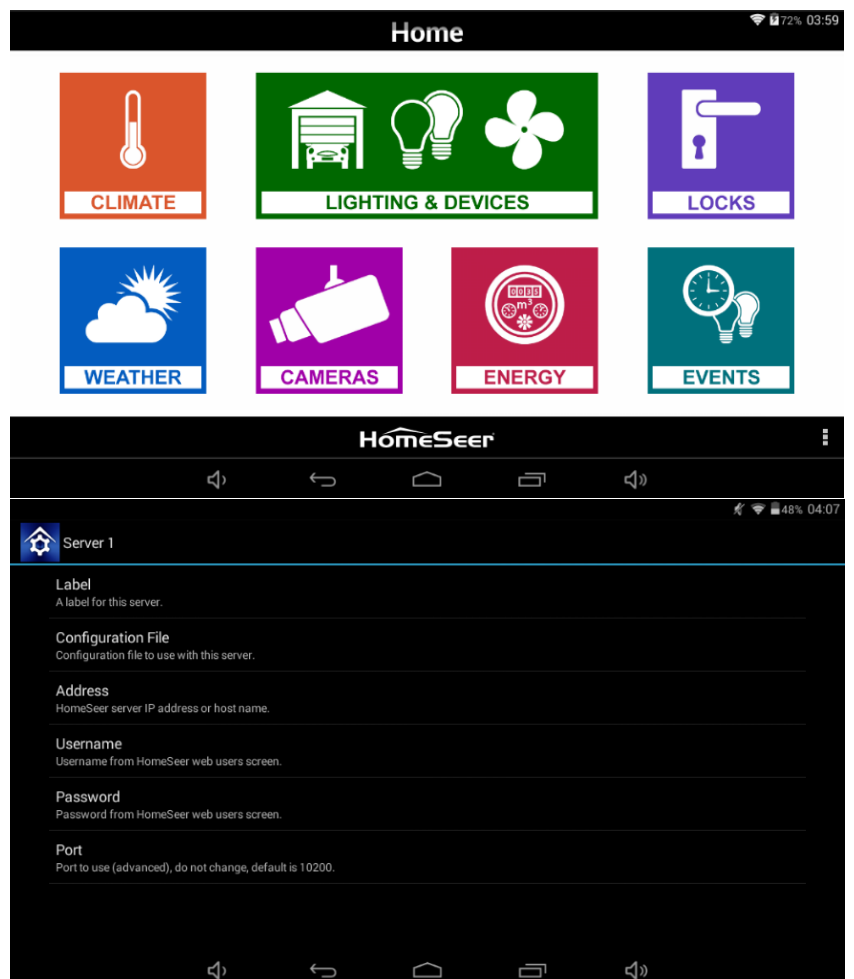 Home
72% 03:59
CLIMATE
LIGHTING & DEVICES
LOCKS
m³
WEATHER
CAMERAS
ENERGY
EVENTS
HomeSeer
48% 04:07
Server 1
Label
A label for this server.
Configuration File
Configuration file to use with this server.
Address
HomeSeer server IP address or host name.
Username
Username from HomeSeer web users screen.
Password
Password from HomeSeer web users screen.
Port
Port to use (advanced), do not change, default is 10200.